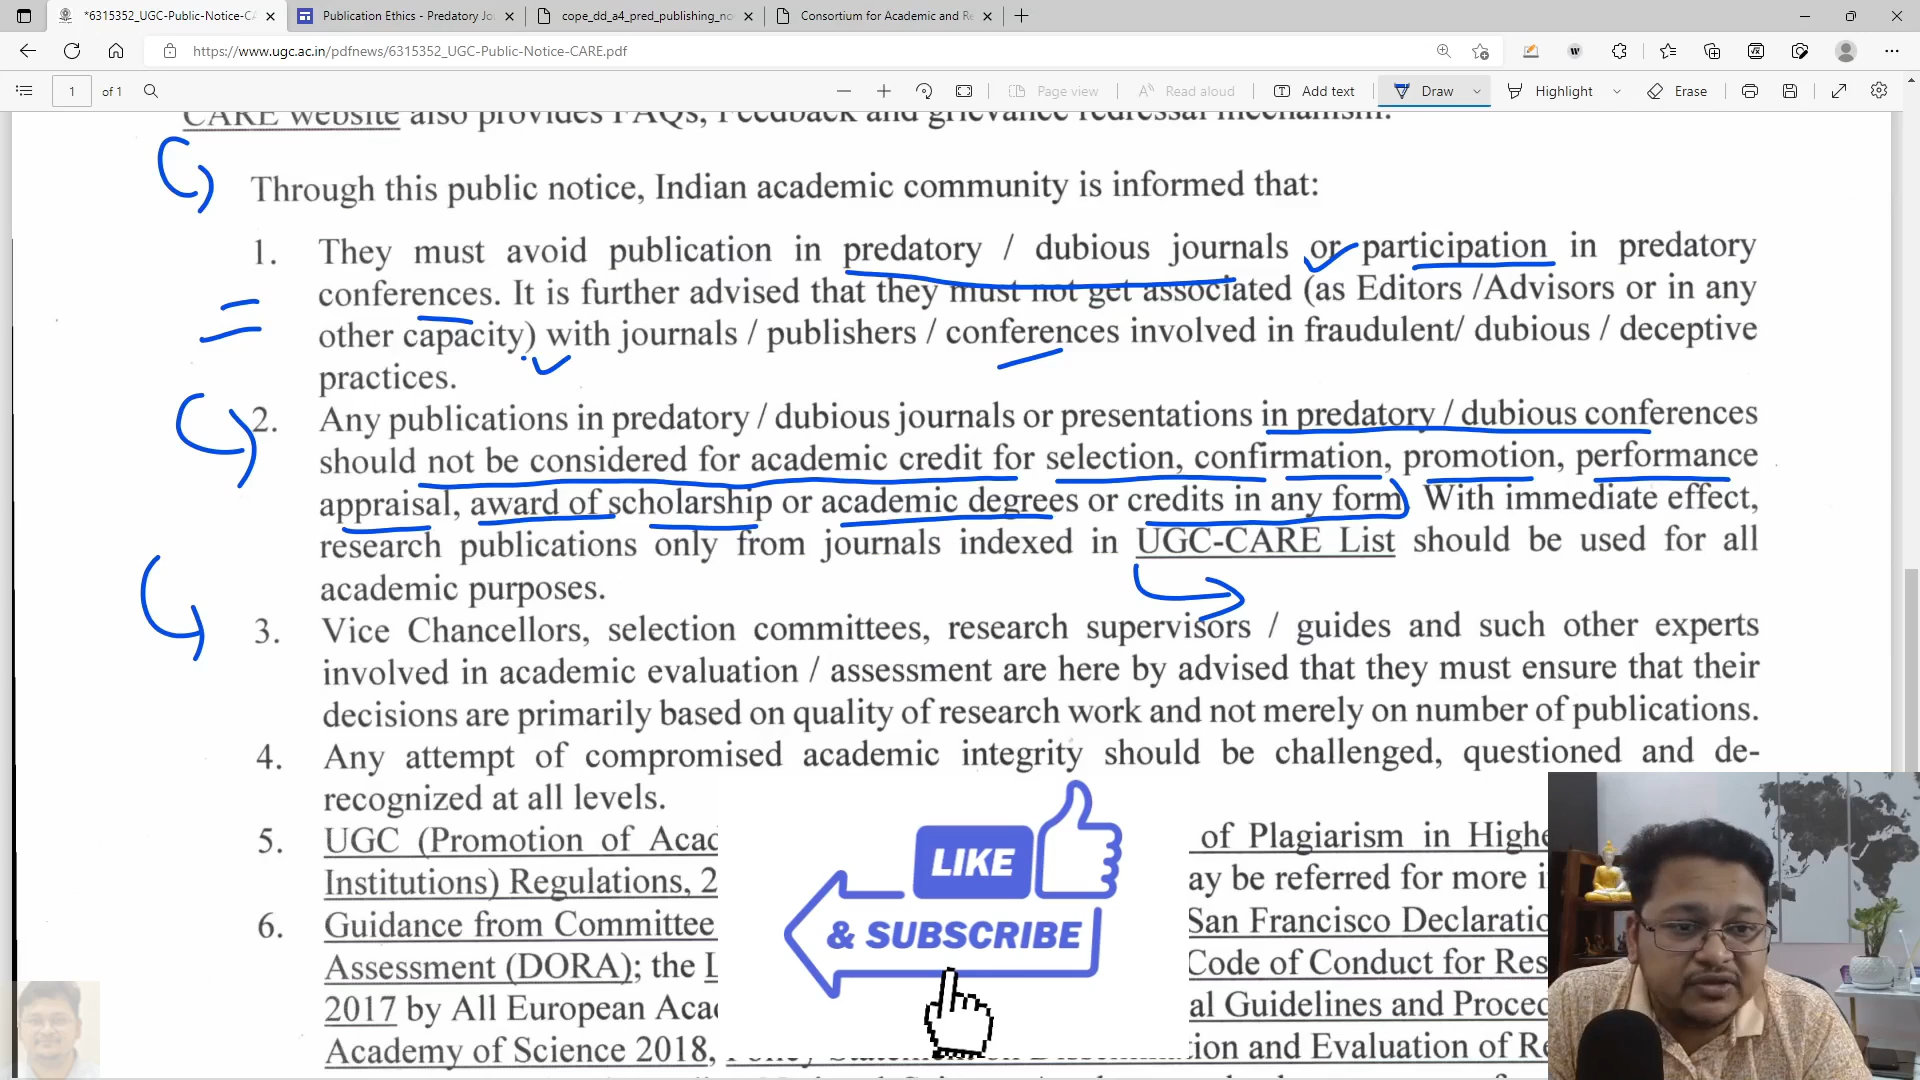 *6315352_UGC-Public-Notice-CA
Publication Ethics - Predatory Jo
cope_dd_a4_pred_publishing_no
Consortium for Academic and Re
https://www.ugc.ac.in/pdfnews/6315352_UGC-Public-Notice-CARE.pdf
1 of 1
Page view
Read aloud
Add text
Draw
Highlight
Erase
CARE website also provides FAQs, Feedback and grievance redressal mechanism.
Through this public notice, Indian academic community is informed that:
1. They must avoid publication in predatory / dubious journals or participation in predatory
conferences. It is further advised that they must not get associated (as Editors /Advisors or in any
other capacity) with journals / publishers / conferences involved in fraudulent/ dubious / deceptive
practices.
2. Any publications in predatory / dubious journals or presentations in predatory / dubious conferences
should not be considered for academic credit for selection, confirmation, promotion, performance
appraisal, award of scholarship or academic degrees or credits in any form. With immediate effect,
research publications only from journals indexed in UGC-CARE List should be used for all
academic purposes.
3. Vice Chancellors, selection committees, research supervisors / guides and such other experts
involved in academic evaluation / assessment are here by advised that they must ensure that their
decisions are primarily based on quality of research work and not merely on number of publications.
4. Any attempt of compromised academic integrity should be challenged, questioned and de-
recognized at all levels.
5. UGC (Promotion of Acad of Plagiarism in Highe
Institutions) Regulations, 2 ay be referred for more i
6. Guidance from Committee San Francisco Declaratio
Assessment (DORA); the L Code of Conduct for Res
2017 by All European Aca al Guidelines and Proced
Academy of Science 2018, ion and Evaluation of Re
LIKE
& SUBSCRIBE